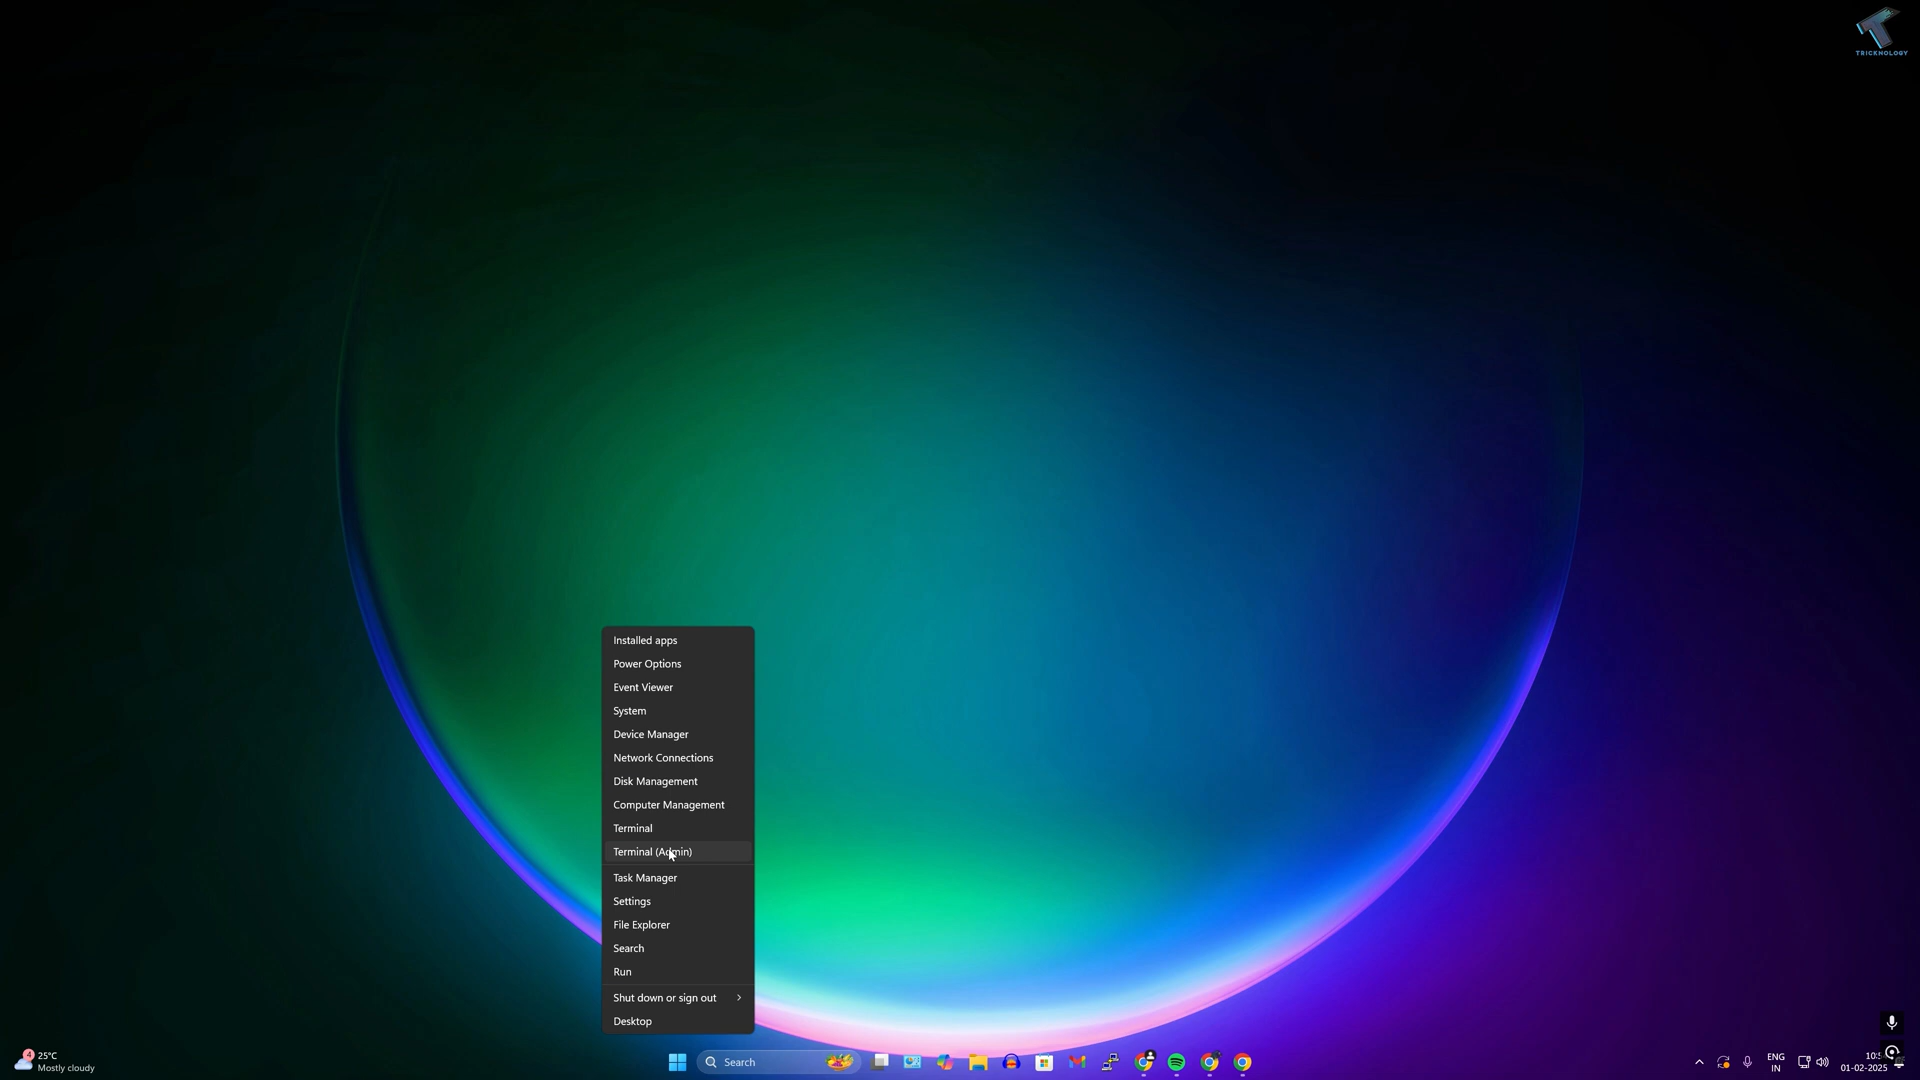 TRICKNOLOGY
Installed apps
Power Options
Event Viewer
System
Device Manager
Network Connections
Disk Management
Computer Management
Terminal
Terminal (Admin)
Task Manager
Settings
File Explorer
Search
Run
Shut down or sign out
Desktop
4
25°C
Mostly cloudy
Search
ENG
IN
01-02-2025